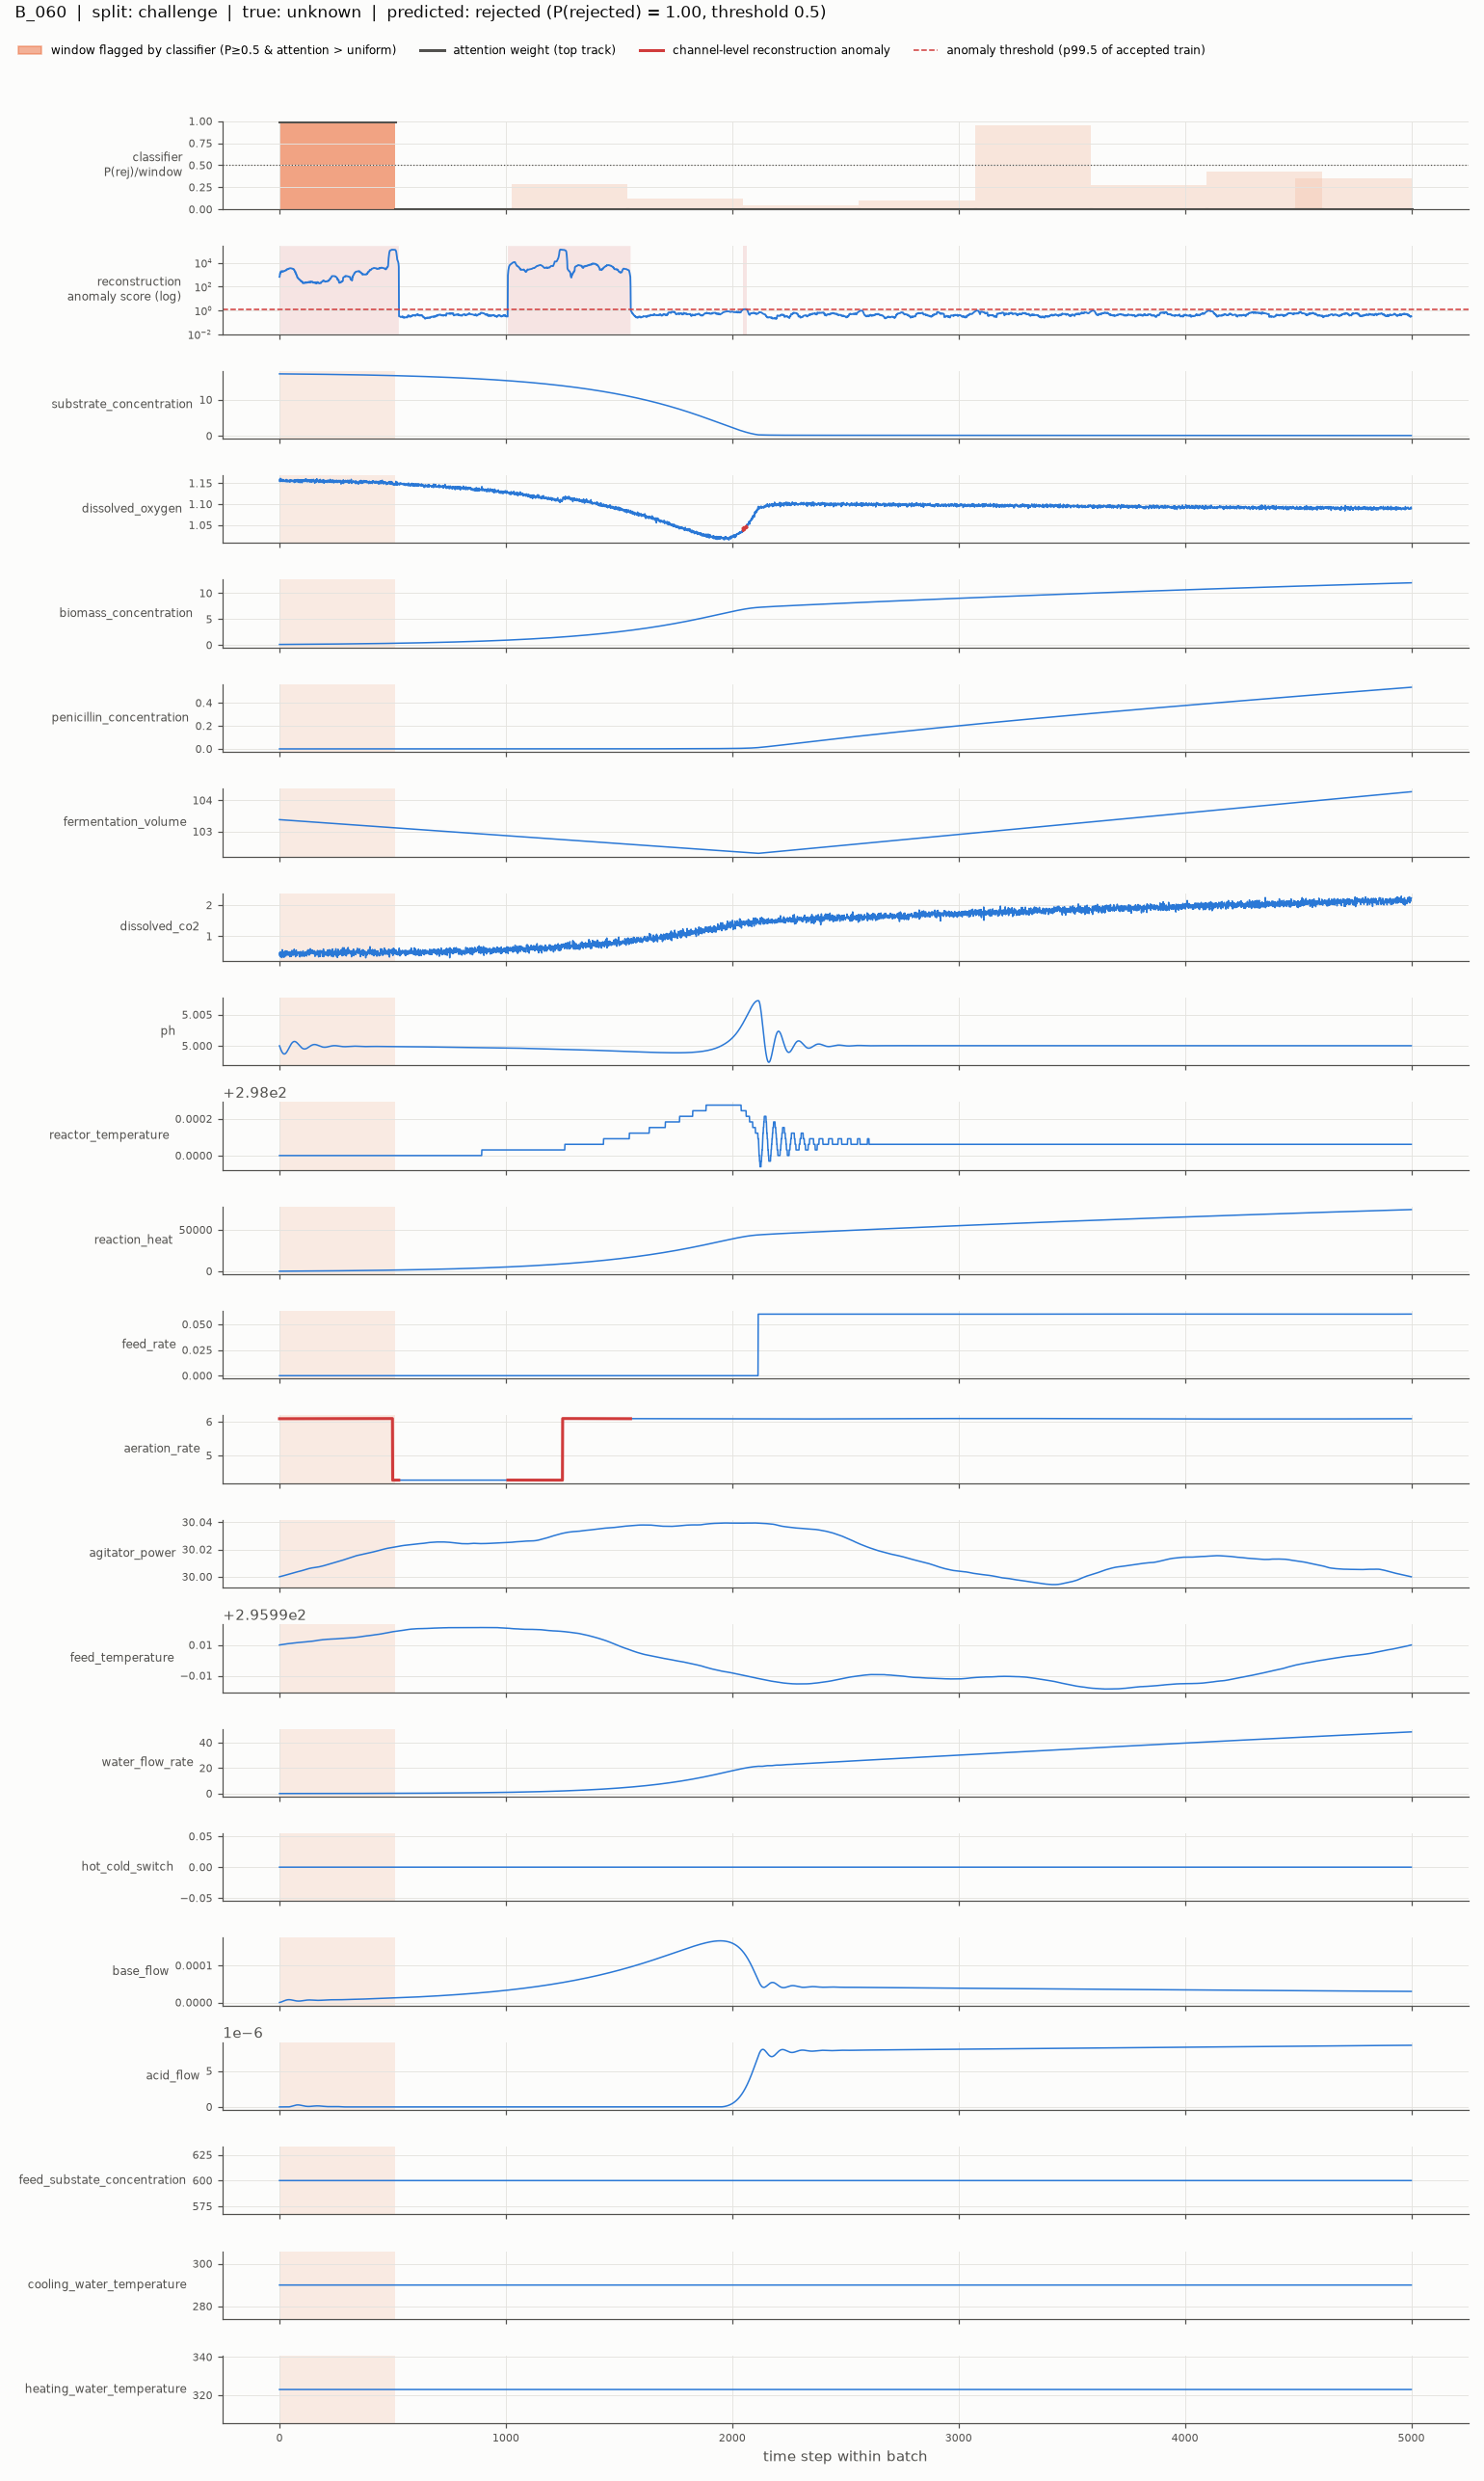 B_060 | split: challenge | true: unknown | predicted: rejected (P(rejected) = 1.00, threshold 0.5)
window flagged by classifier (P≥0.5 & attention > uniform) attention weight (top track) channel-level reconstruction anomaly anomaly threshold (p99.5 of accepted train)
classifier
P(rej)/window
1.00
0.75
0.50
0.25
0.00
reconstruction
anomaly score (log)
10⁴
10²
10⁰
10⁻²
substrate_concentration
10
0
dissolved_oxygen
1.15
1.10
1.05
biomass_concentration
10
5
0
penicillin_concentration
0.4
0.2
0.0
fermentation_volume
104
103
dissolved_co2
2
1
ph
5.005
5.000
+2.98e2
reactor_temperature
0.0002
0.0000
reaction_heat
50000
0
feed_rate
0.050
0.025
0.000
aeration_rate
6
5
agitator_power
30.04
30.02
30.00
+2.9599e2
feed_temperature
0.01
−0.01
water_flow_rate
40
20
0
hot_cold_switch
0.05
0.00
−0.05
base_flow
0.0001
0.0000
1e−6
acid_flow
5
0
feed_substate_concentration
625
600
575
cooling_water_temperature
300
280
heating_water_temperature
340
320
0 1000 2000 3000 4000 5000
time step within batch